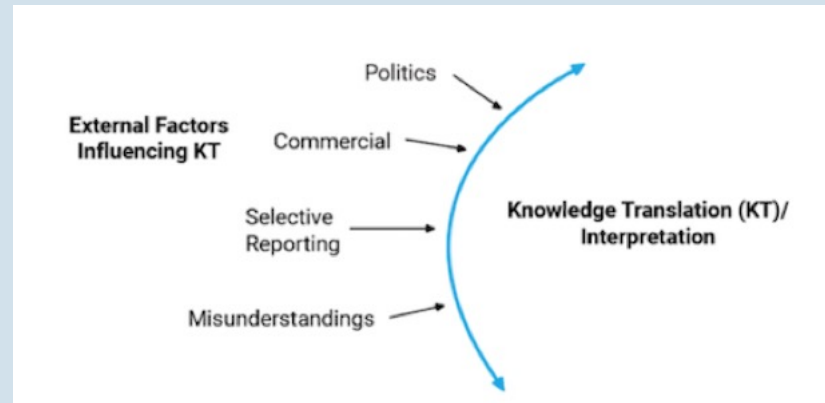 Politics
External Factors
Influencing KT
Commercial
Selective
Reporting
Knowledge Translation (KT)/
Interpretation
Misunderstandings